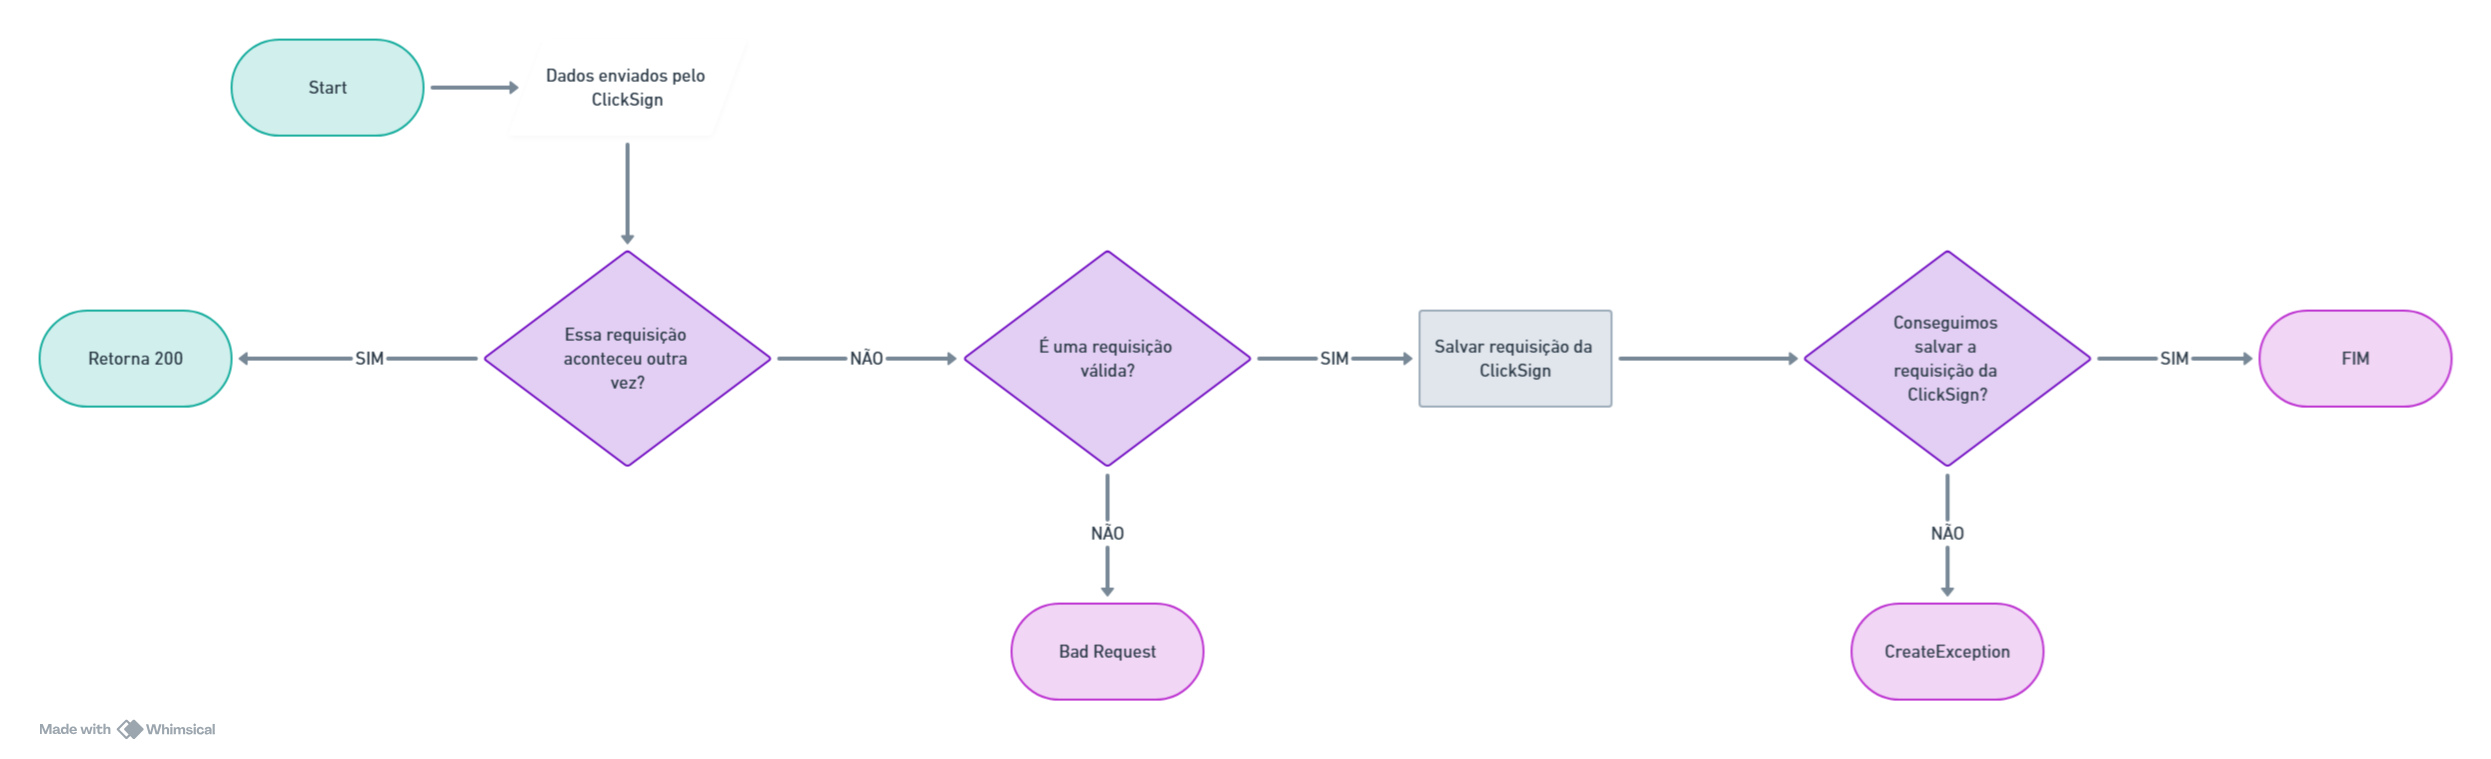 Start
Dados enviados pelo
ClickSign
Retorna 200
SIM
Essa requisição
aconteceu outra
vez?
NÃO
É uma requisição
válida?
SIM
Salvar requisição da
ClickSign
Conseguimos
salvar a
requisição da
ClickSign?
SIM
FIM
NÃO
NÃO
Bad Request
CreateException
Made with Whimsical